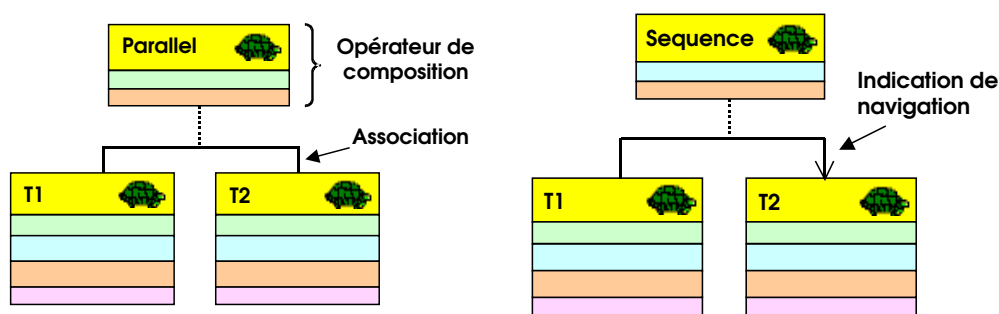 Parallel
Opérateur de
composition
Association
T1
T2
Sequence
Indication de
navigation
T1
T2